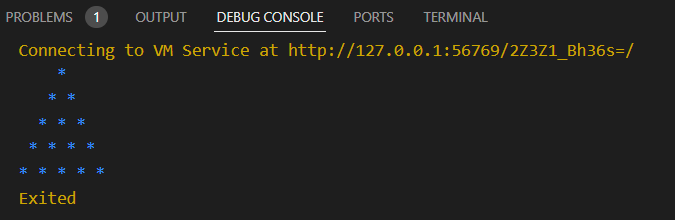 PROBLEMS 1 OUTPUT DEBUG CONSOLE PORTS TERMINAL
Connecting to VM Service at http://127.0.0.1:56769/2Z3Z1_Bh36s=/
    *
   * *
  * * *
 * * * *
* * * * *
Exited